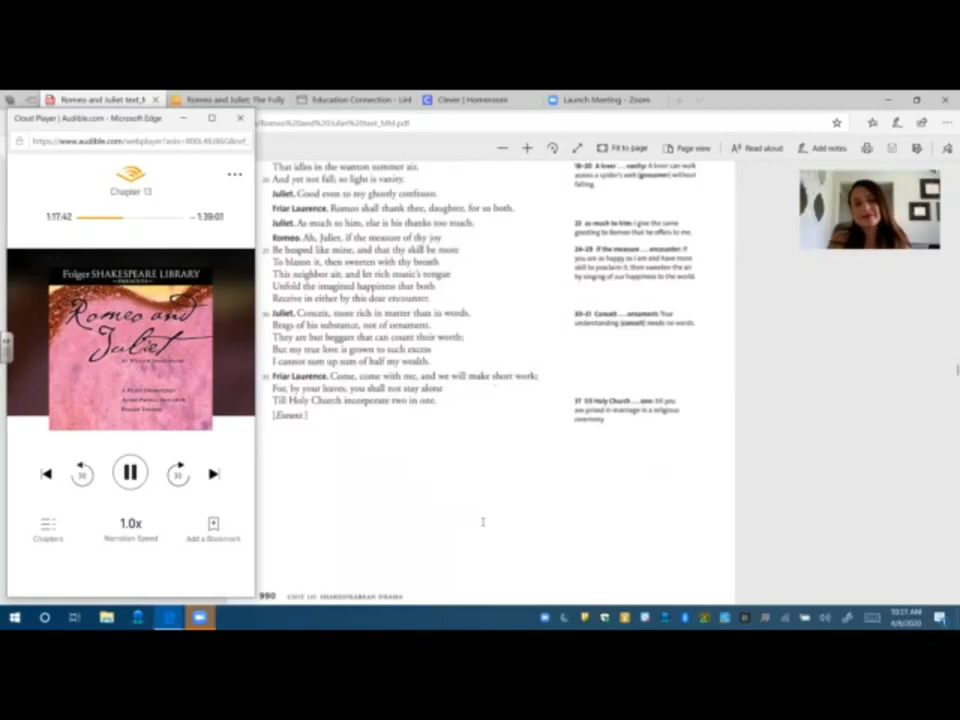 Romeo and Juliet text_M
Romeo and Juliet: The Fully
Education Connection - Lin
Clever | Homeroom
Launch Meeting - Zoom
Cloud Player | Audible.com - Microsoft Edge
/Romeo%20and%20Juliet%20text_MM.pdf
Fit to page
Page view
Read aloud
Add notes
Chapter 13
1:17:42
-1:39:01
Folger SHAKESPEARE LIBRARY
PRESENTS
Romeo and
Juliet
BY WILLIAM SHAKESPEARE
30
30
1.0x
Chapters
Narration Speed
Add a Bookmark
That idles in the wanton summer air,
20 And yet not fall; so light is vanity.
Juliet. Good even to my ghostly confessor.
Friar Laurence. Romeo shall thank thee, daughter, for us both.
Juliet. As much to him, else is his thanks too much.
Romeo. Ah, Juliet, if the measure of thy joy
25 Be heaped like mine, and that thy skill be more
To blazon it, then sweeten with thy breath
This neighbor air, and let rich music's tongue
Unfold the imagined happiness that both
Receive in either by this dear encounter.
30 Juliet. Conceit, more rich in matter than in words,
Brags of his substance, not of ornament.
They are but beggars that can count their worth;
But my true love is grown to such excess
I cannot sum up sum of half my wealth.
35 Friar Laurence. Come, come with me, and we will make short work;
For, by your leaves, you shall not stay alone
Till Holy Church incorporate two in one.
[Exeunt.]
18-20 A lover . . . vanity: A lover can walk
across a spider's web (gossamer) without
falling.
23 as much to him: I give the same
greeting to Romeo that he offers to me.
24-29 if the measure . . . encounter: if
you are as happy as I am and have more
skill to proclaim it, then sweeten the air
by singing of our happiness to the world.
30-31 Conceit . . . ornament: True
understanding (conceit) needs no words.
Holy Church . . . one: till you
are joined in marriage in a religious
ceremony.
990 UNIT SHAKESPEAREAN DRAMA
10:31 AM